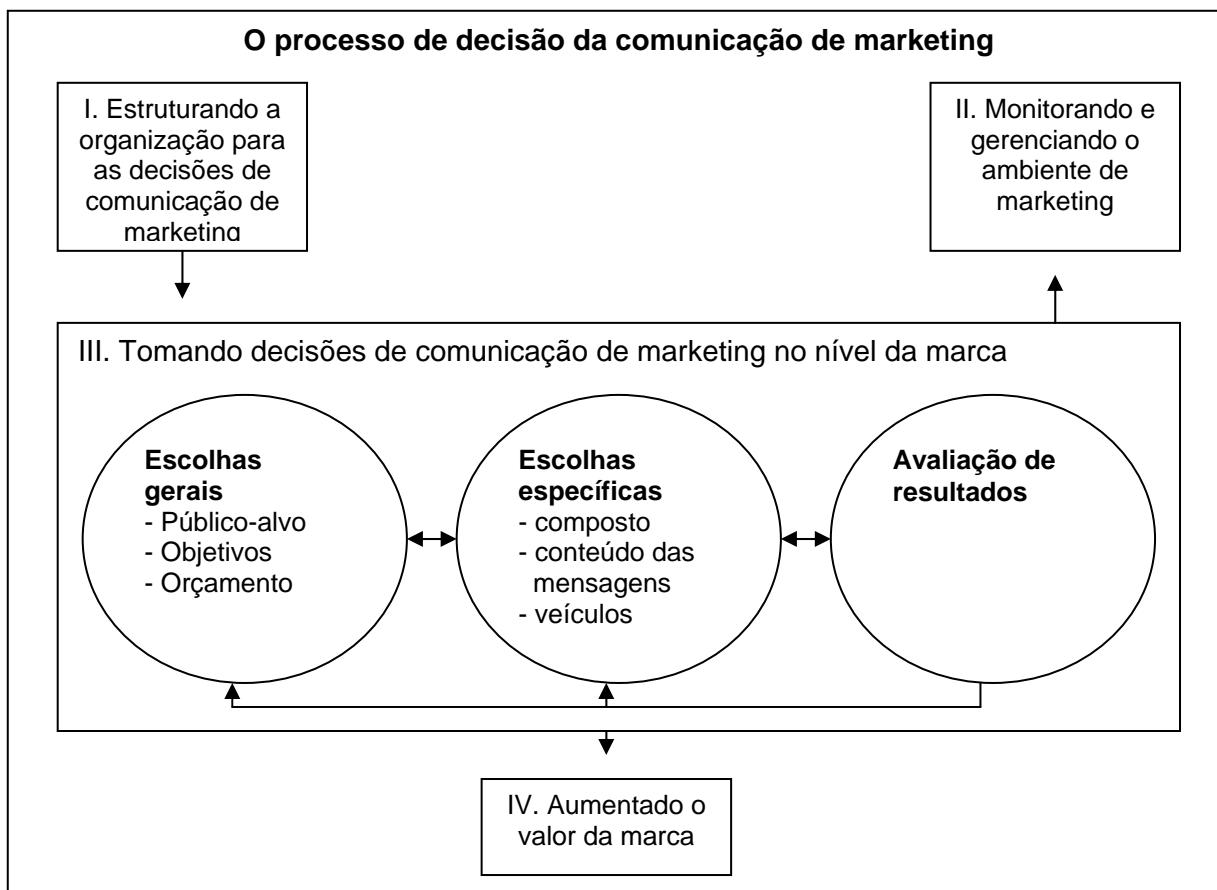 O processo de decisão da comunicação de marketing
I. Estruturando a
organização para
as decisões de
comunicação de
marketing
II. Monitorando e
gerenciando o
ambiente de
marketing
III. Tomando decisões de comunicação de marketing no nível da marca
Escolhas
gerais
- Público-alvo
- Objetivos
- Orçamento
Escolhas
específicas
- composto
- conteúdo das
mensagens
- veículos
Avaliação de
resultados
IV. Aumentado o
valor da marca